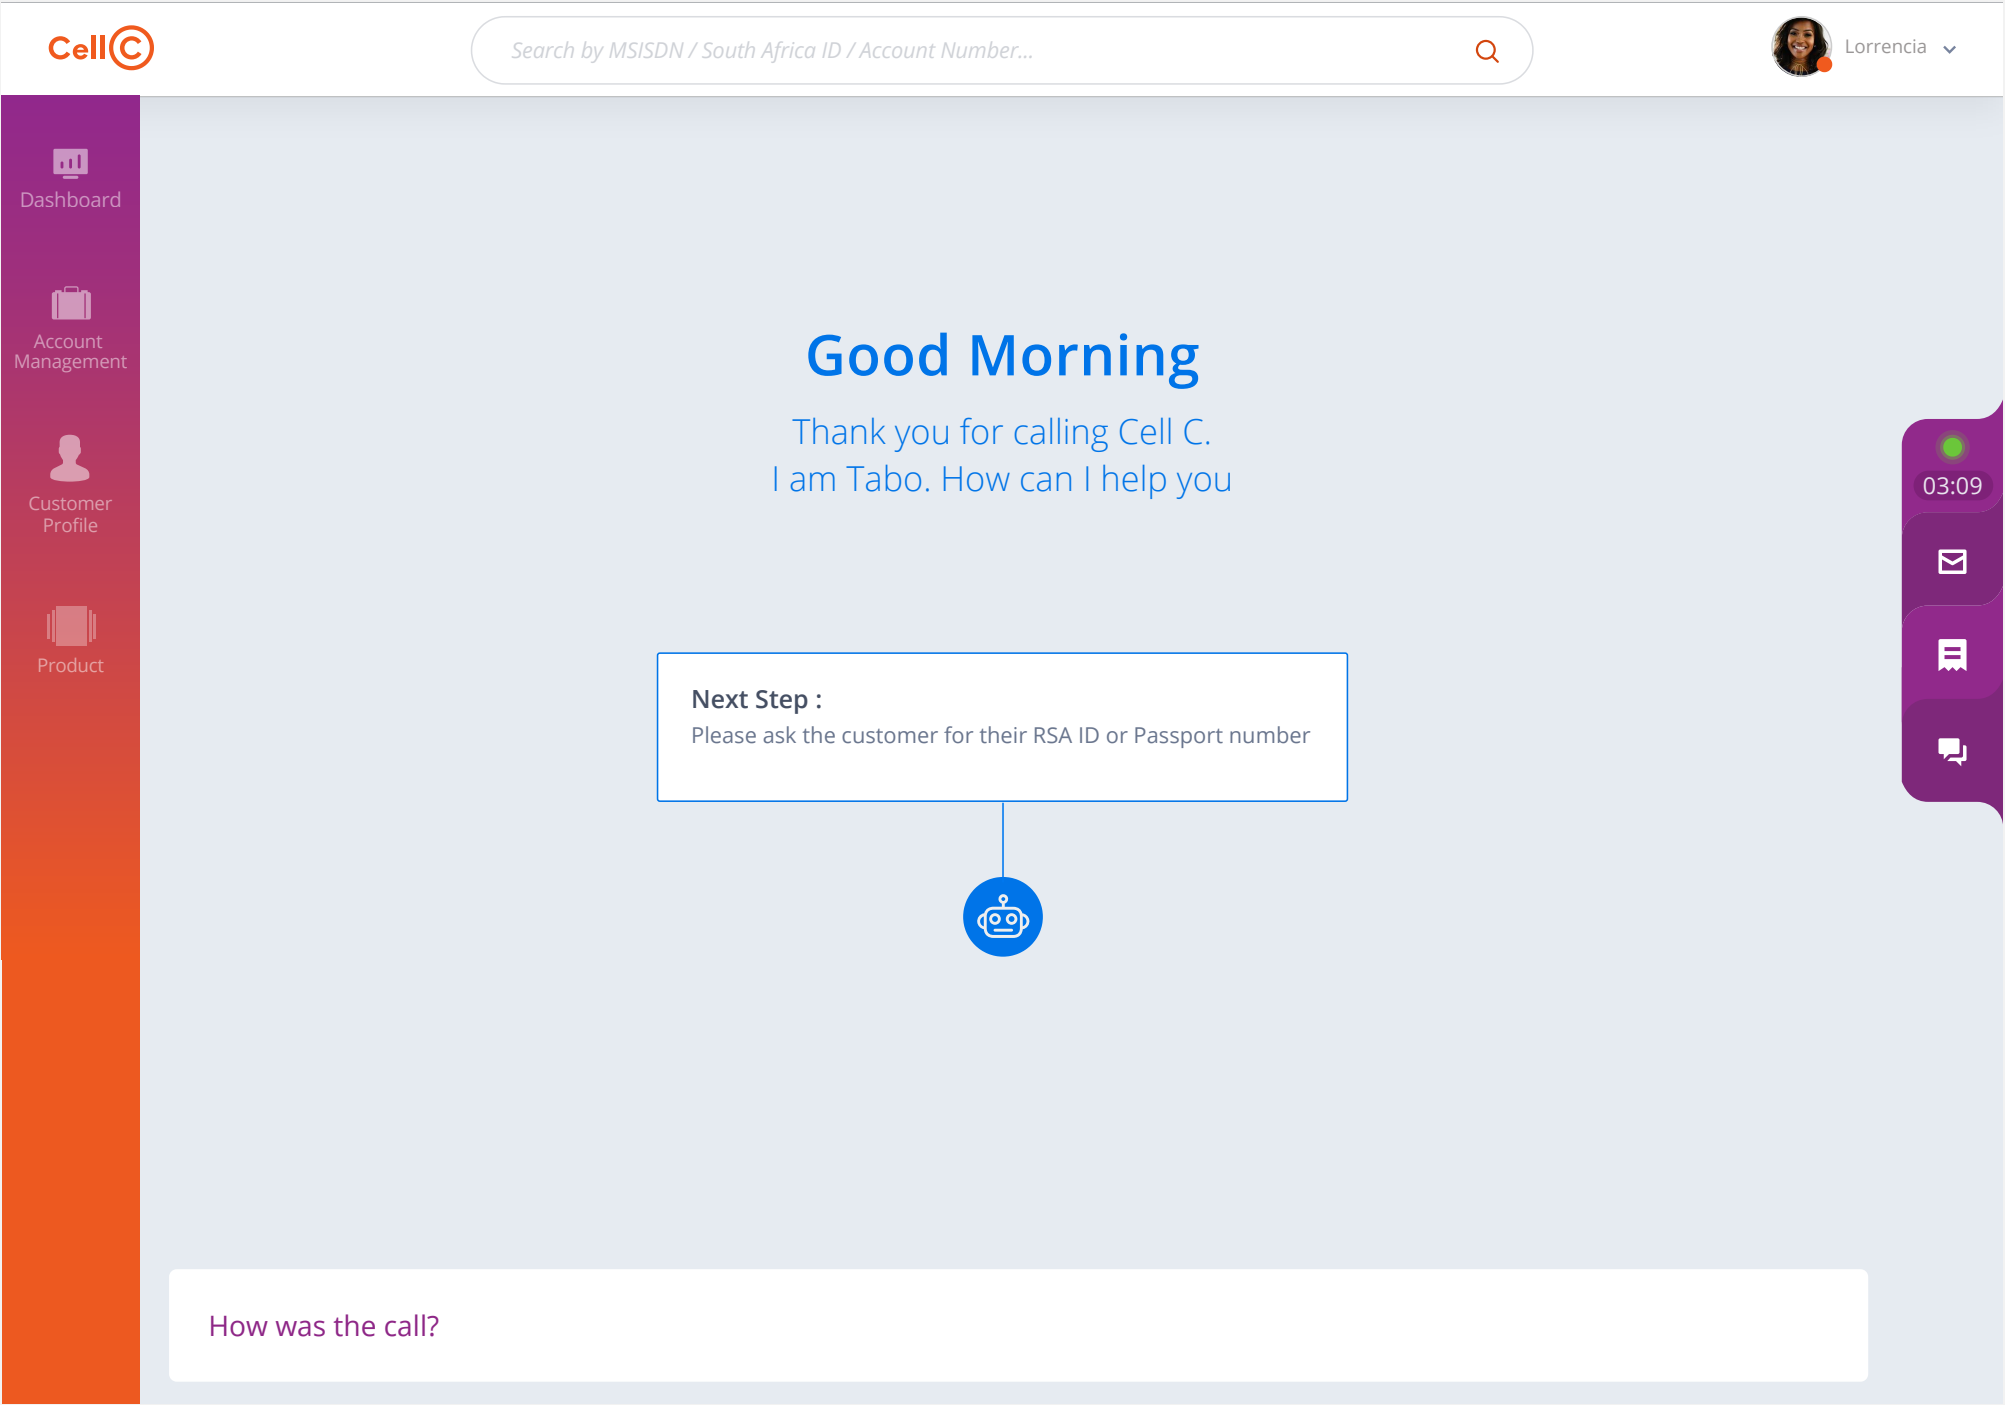 Cell C
Search by MSISDN / South Africa ID / Account Number...
Lorrencia
Dashboard
Account
Management
Customer
Profile
Product
Good Morning
Thank you for calling Cell C.
I am Tabo. How can I help you
03:09
Next Step :
Please ask the customer for their RSA ID or Passport number
How was the call?